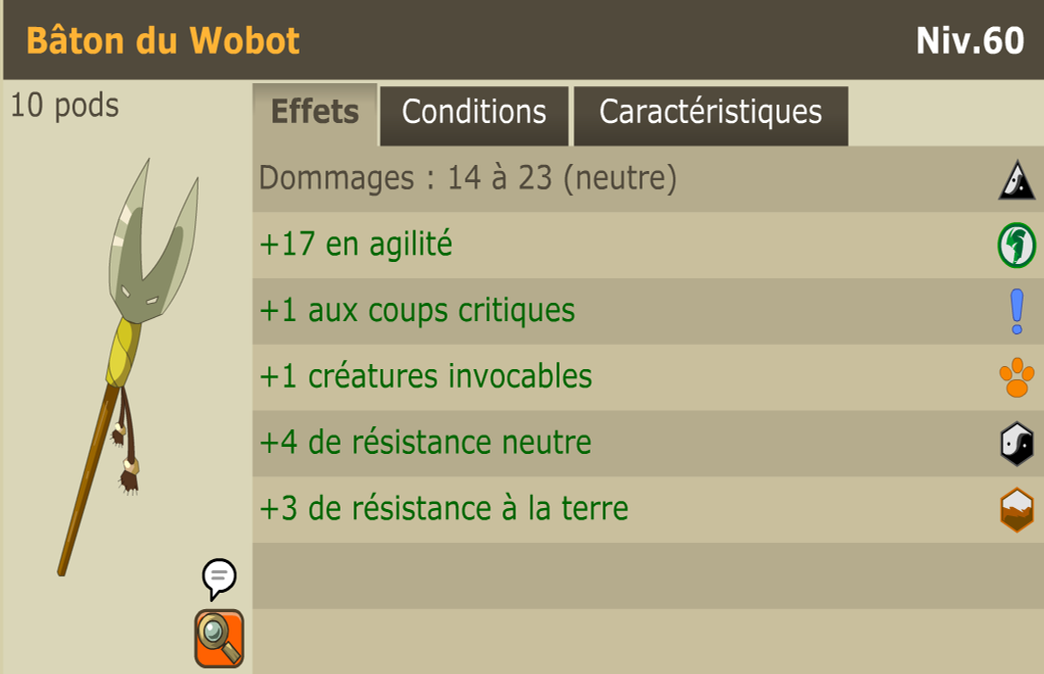 Bâton du Wobot
Niv.60
10 pods
Effets
Conditions
Caractéristiques
Dommages : 14 à 23 (neutre)
+17 en agilité
+1 aux coups critiques
+1 créatures invocables
+4 de résistance neutre
+3 de résistance à la terre